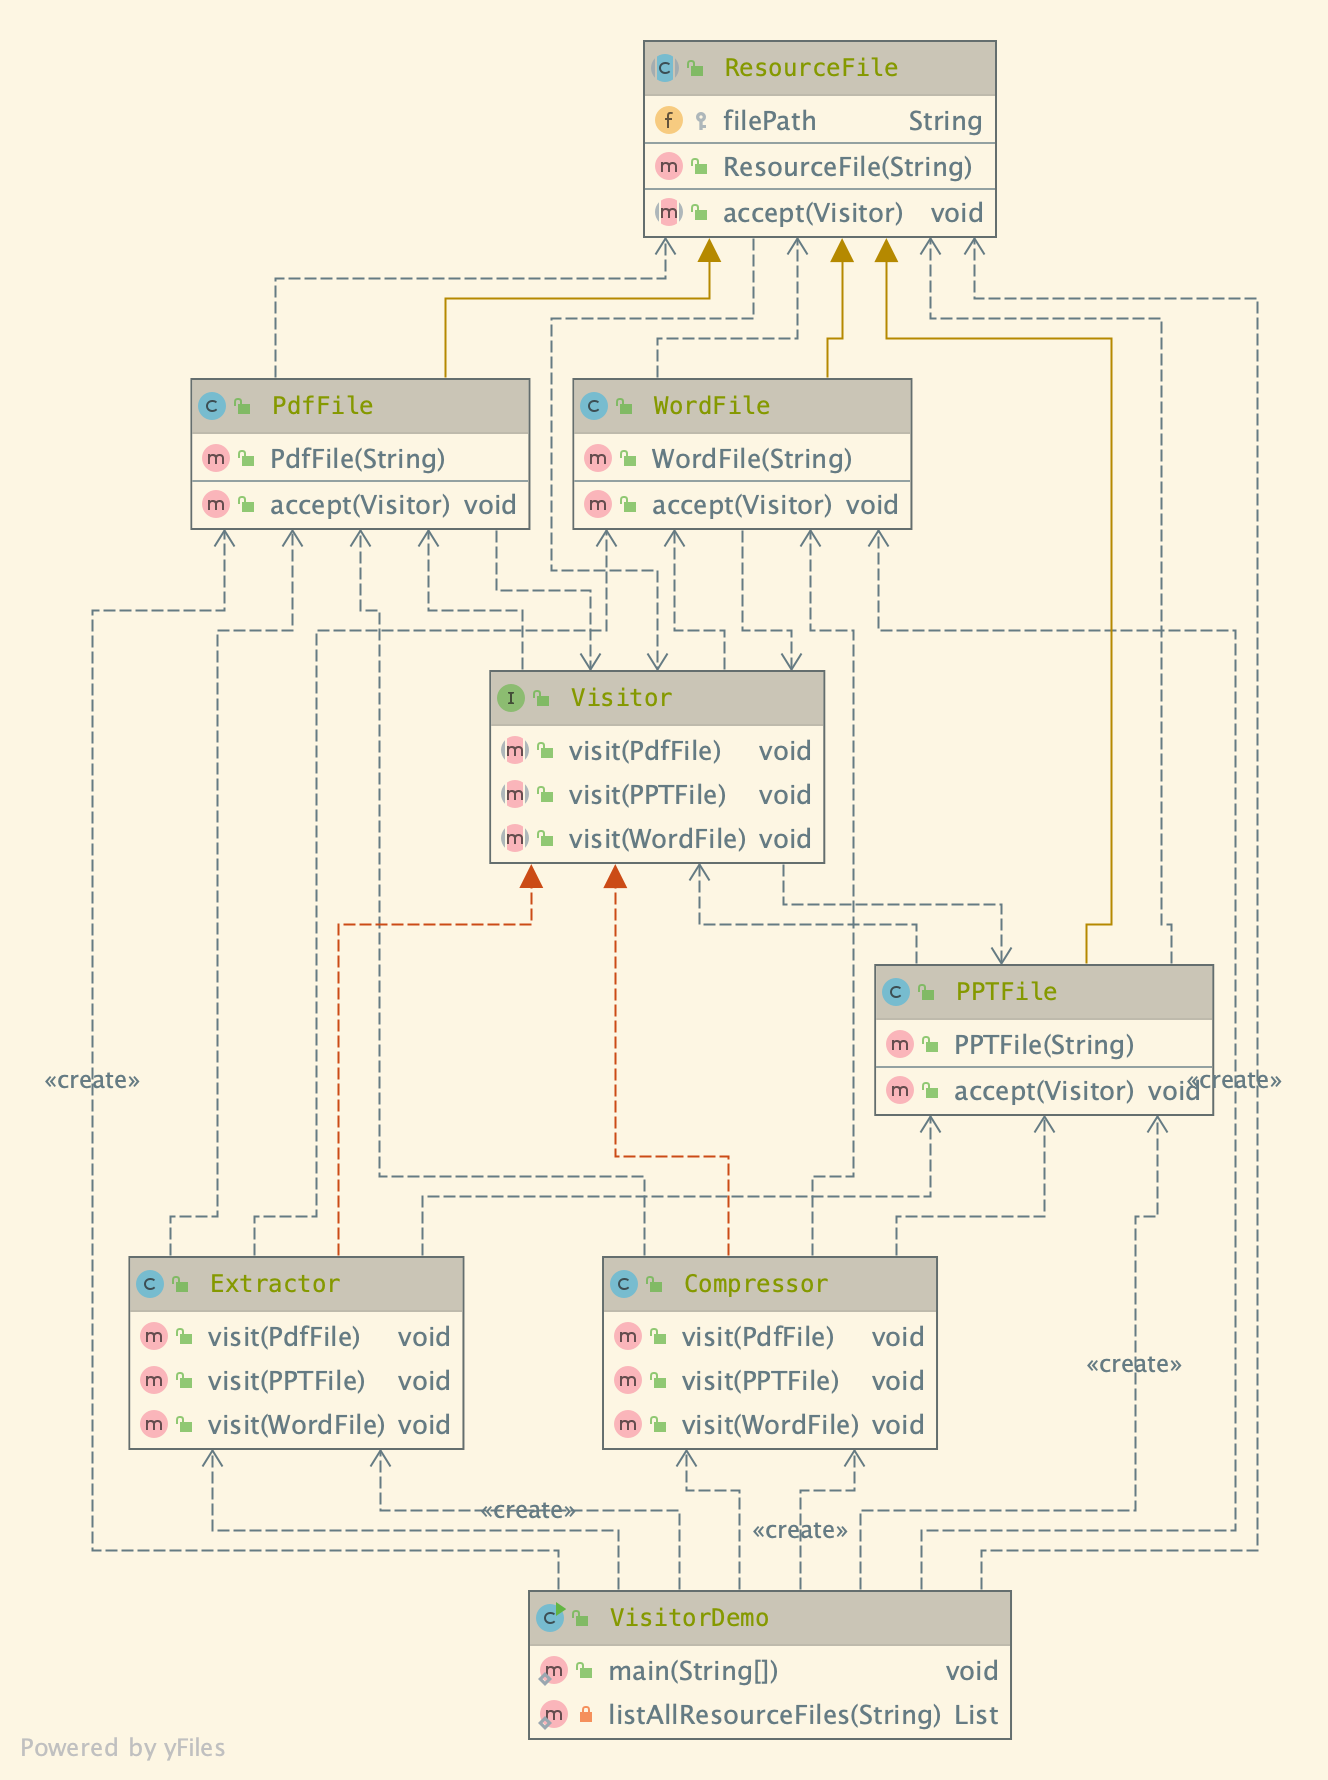 ResourceFile
f filePath String
m ResourceFile(String)
m accept(Visitor) void
C PdfFile
m PdfFile(String)
m accept(Visitor) void
C WordFile
m WordFile(String)
m accept(Visitor) void
I Visitor
m visit(PdfFile) void
m visit(PPTFile) void
m visit(WordFile) void
C PPTFile
m PPTFile(String)
m accept(Visitor) void
«create»
«create»
C Extractor
m visit(PdfFile) void
m visit(PPTFile) void
m visit(WordFile) void
C Compressor
m visit(PdfFile) void
m visit(PPTFile) void
m visit(WordFile) void
«create»
«create»
«create»
C VisitorDemo
m main(String[]) void
m listAllResourceFiles(String) List
Powered by yFiles